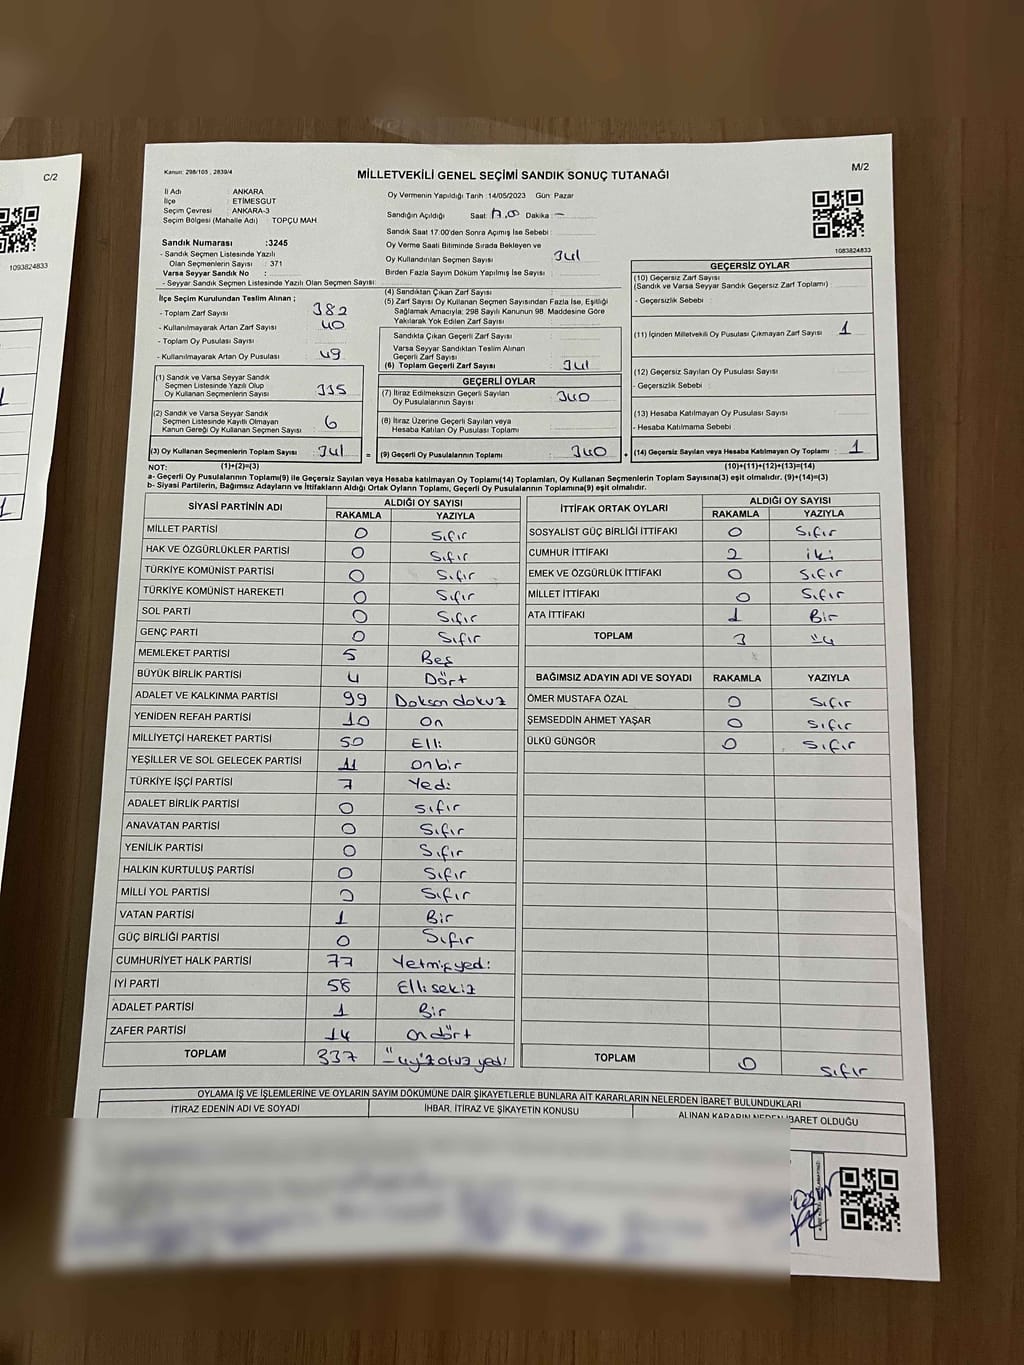 C/2
1093824833
Kanun: 298/105 , 2839/4
MİLLETVEKİLİ GENEL SEÇİMİ SANDIK SONUÇ TUTANAĞI
M/2
İl Adı : ANKARA
İlçe : ETİMESGUT
Seçim Çevresi : ANKARA-3
Seçim Bölgesi (Mahalle Adı) : TOPÇU MAH.
Oy Vermenin Yapıldığı Tarih :14/05/2023 Gün: Pazar
Sandığın Açıldığı Saat: 17.00 Dakika –
Sandık Saat 17.00'den Sonra Açımış İse Sebebi :
Oy Verme Saati Bitiminde Sırada Bekleyen ve
Oy Kullandırılan Seçmen Sayısı : 341
Birden Fazla Sayım Döküm Yapılmış İse Sayısı :
1083824833
Sandık Numarası :3245
- Sandık Seçmen Listesinde Yazılı
Olan Seçmenlerin Sayısı : 371
Varsa Seyyar Sandık No :
- Seyyar Sandık Seçmen Listesinde Yazılı Olan Seçmen Sayısı:
İlçe Seçim Kurulundan Teslim Alınan ;
- Toplam Zarf Sayısı : 382
- Kullanılmayarak Artan Zarf Sayısı : 40
- Toplam Oy Pusulası Sayısı :
- Kullanılmayarak Artan Oy Pusulası : 49
(1) Sandık ve Varsa Seyyar Sandık
Seçmen Listesinde Yazılı Olup
Oy Kullanan Seçmenlerin Sayısı : 335
(2) Sandık ve Varsa Seyyar Sandık
Seçmen Listesinde Kayıtlı Olmayan
Kanun Gereği Oy Kullanan Seçmen Sayısı : 6
(3) Oy Kullanan Seçmenlerin Toplam Sayısı : 341
(4) Sandıktan Çıkan Zarf Sayısı :
(5) Zarf Sayısı Oy Kullanan Seçmen Sayısından Fazla İse, Eşitliği
Sağlamak Amacıyla; 298 Sayılı Kanunun 98. Maddesine Göre
Yakılarak Yok Edilen Zarf Sayısı :
Sandıkta Çıkan Geçerli Zarf Sayısı :
Varsa Seyyar Sandıktan Teslim Alınan
Geçerli Zarf Sayısı :
(6) Toplam Geçerli Zarf Sayısı : 341
GEÇERLİ OYLAR
(7) İtiraz Edilmeksizin Geçerli Sayılan
Oy Pusulalarının Sayısı : 340
(8) İtiraz Üzerine Geçerli Sayılan veya
Hesaba Katılan Oy Pusulası Toplamı :
= (9) Geçerli Oy Pusulalarının Toplamı : 340
GEÇERSİZ OYLAR
(10) Geçersiz Zarf Sayısı
(Sandık ve Varsa Seyyar Sandık Geçersiz Zarf Toplamı) :
- Geçersizlik Sebebi :
(11) İçinden Milletvekili Oy Pusulası Çıkmayan Zarf Sayısı : 1
(12) Geçersiz Sayılan Oy Pusulası Sayısı :
- Geçersizlik Sebebi :
(13) Hesaba Katılmayan Oy Pusulası Sayısı :
- Hesaba Katılmama Sebebi :
+ (14) Geçersiz Sayılan veya Hesaba Katılmayan Oy Toplamı : 1
NOT: (1)+(2)=(3) (10)+(11)+(12)+(13)=(14)
a- Geçerli Oy Pusulalarının Toplamı(9) ile Geçersiz Sayılan veya Hesaba katılmayan Oy Toplamı(14) Toplamları, Oy Kullanan Seçmenlerin Toplam Sayısına(3) eşit olmalıdır. (9)+(14)=(3)
b- Siyasi Partilerin, Bağımsız Adayların ve İttifakların Aldığı Ortak Oyların Toplamı, Geçerli Oy Pusulalarının Toplamına(9) eşit olmalıdır.
SİYASİ PARTİNİN ADI ALDIĞI OY SAYISI
RAKAMLA YAZIYLA
MİLLET PARTİSİ 0 Sıfır
HAK VE ÖZGÜRLÜKLER PARTİSİ 0 Sıfır
TÜRKİYE KOMÜNİST PARTİSİ 0 Sıfır
TÜRKİYE KOMÜNİST HAREKETİ 0 Sıfır
SOL PARTİ 0 Sıfır
GENÇ PARTİ 0 Sıfır
MEMLEKET PARTİSİ 5 Beş
BÜYÜK BİRLİK PARTİSİ 4 Dört
ADALET VE KALKINMA PARTİSİ 99 Doksan dokuz
YENİDEN REFAH PARTİSİ 10 On
MİLLİYETÇİ HAREKET PARTİSİ 50 Elli
YEŞİLLER VE SOL GELECEK PARTİSİ 11 onbir
TÜRKİYE İŞÇİ PARTİSİ 7 Yedi
ADALET BİRLİK PARTİSİ 0 sıfır
ANAVATAN PARTİSİ 0 Sıfır
YENİLİK PARTİSİ 0 Sıfır
HALKIN KURTULUŞ PARTİSİ 0 Sıfır
MİLLİ YOL PARTİSİ 0 Sıfır
VATAN PARTİSİ 1 Bir
GÜÇ BİRLİĞİ PARTİSİ 0 Sıfır
CUMHURİYET HALK PARTİSİ 77 Yetmişyedi
İYİ PARTİ 58 Ellisekiz
ADALET PARTİSİ 1 Bir
ZAFER PARTİSİ 14 Ondört
TOPLAM 337 üçyüzotuzyedi
İTTİFAK ORTAK OYLARI ALDIĞI OY SAYISI
RAKAMLA YAZIYLA
SOSYALİST GÜÇ BİRLİĞİ İTTİFAKI 0 Sıfır
CUMHUR İTTİFAKI 2 iki
EMEK VE ÖZGÜRLÜK İTTİFAKI 0 Sıfır
MİLLET İTTİFAKI 0 Sıfır
ATA İTTİFAKI 1 Bir
TOPLAM 3 üç
BAĞIMSIZ ADAYIN ADI VE SOYADI RAKAMLA YAZIYLA
ÖMER MUSTAFA ÖZAL 0 Sıfır
ŞEMSEDDİN AHMET YAŞAR 0 Sıfır
ÜLKÜ GÜNGÖR 0 Sıfır
TOPLAM 0 sıfır
OYLAMA İŞ VE İŞLEMLERİNE VE OYLARIN SAYIM DÖKÜMÜNE DAİR ŞİKAYETLERLE BUNLARA AİT KARARLARIN NELERDEN İBARET BULUNDUKLARI
İTİRAZ EDENİN ADI VE SOYADI İHBAR, İTİRAZ VE ŞİKAYETİN KONUSU ALINAN KARARIN NEDEN İBARET OLDUĞU